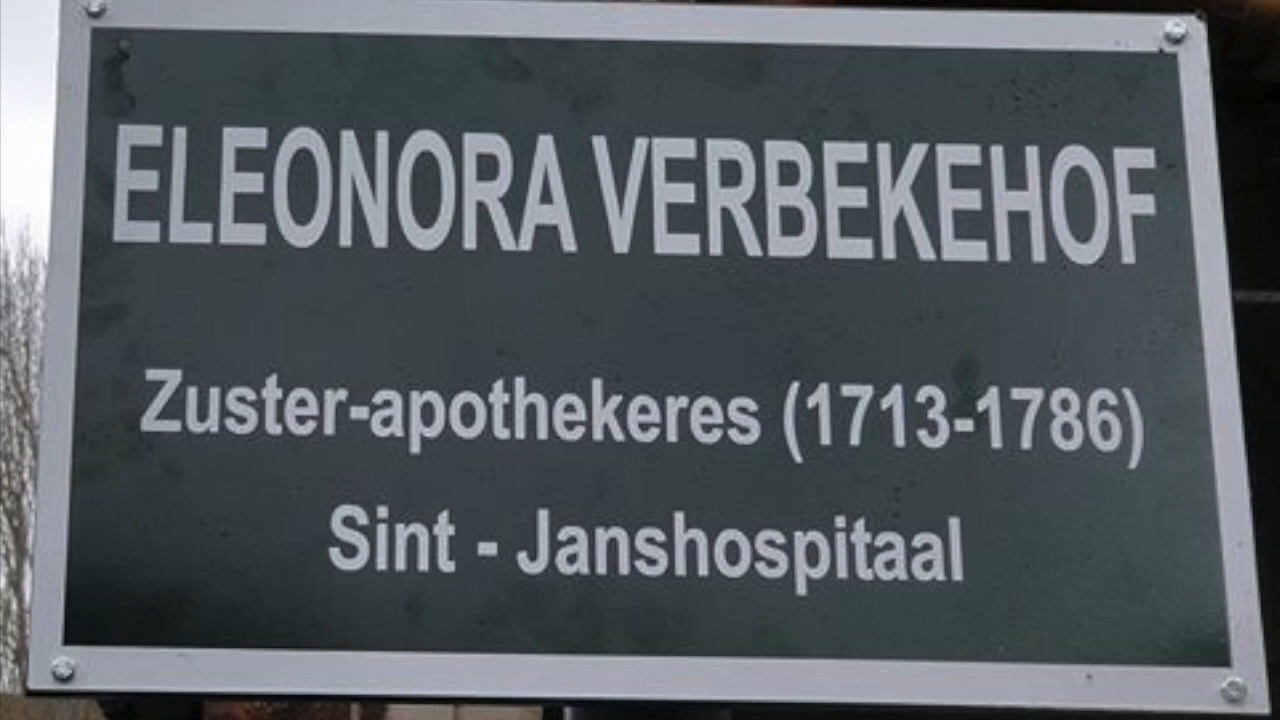 ELEONORA VERBEKEHOF
Zuster-apothekeres (1713-1786)
Sint - Janshospitaal